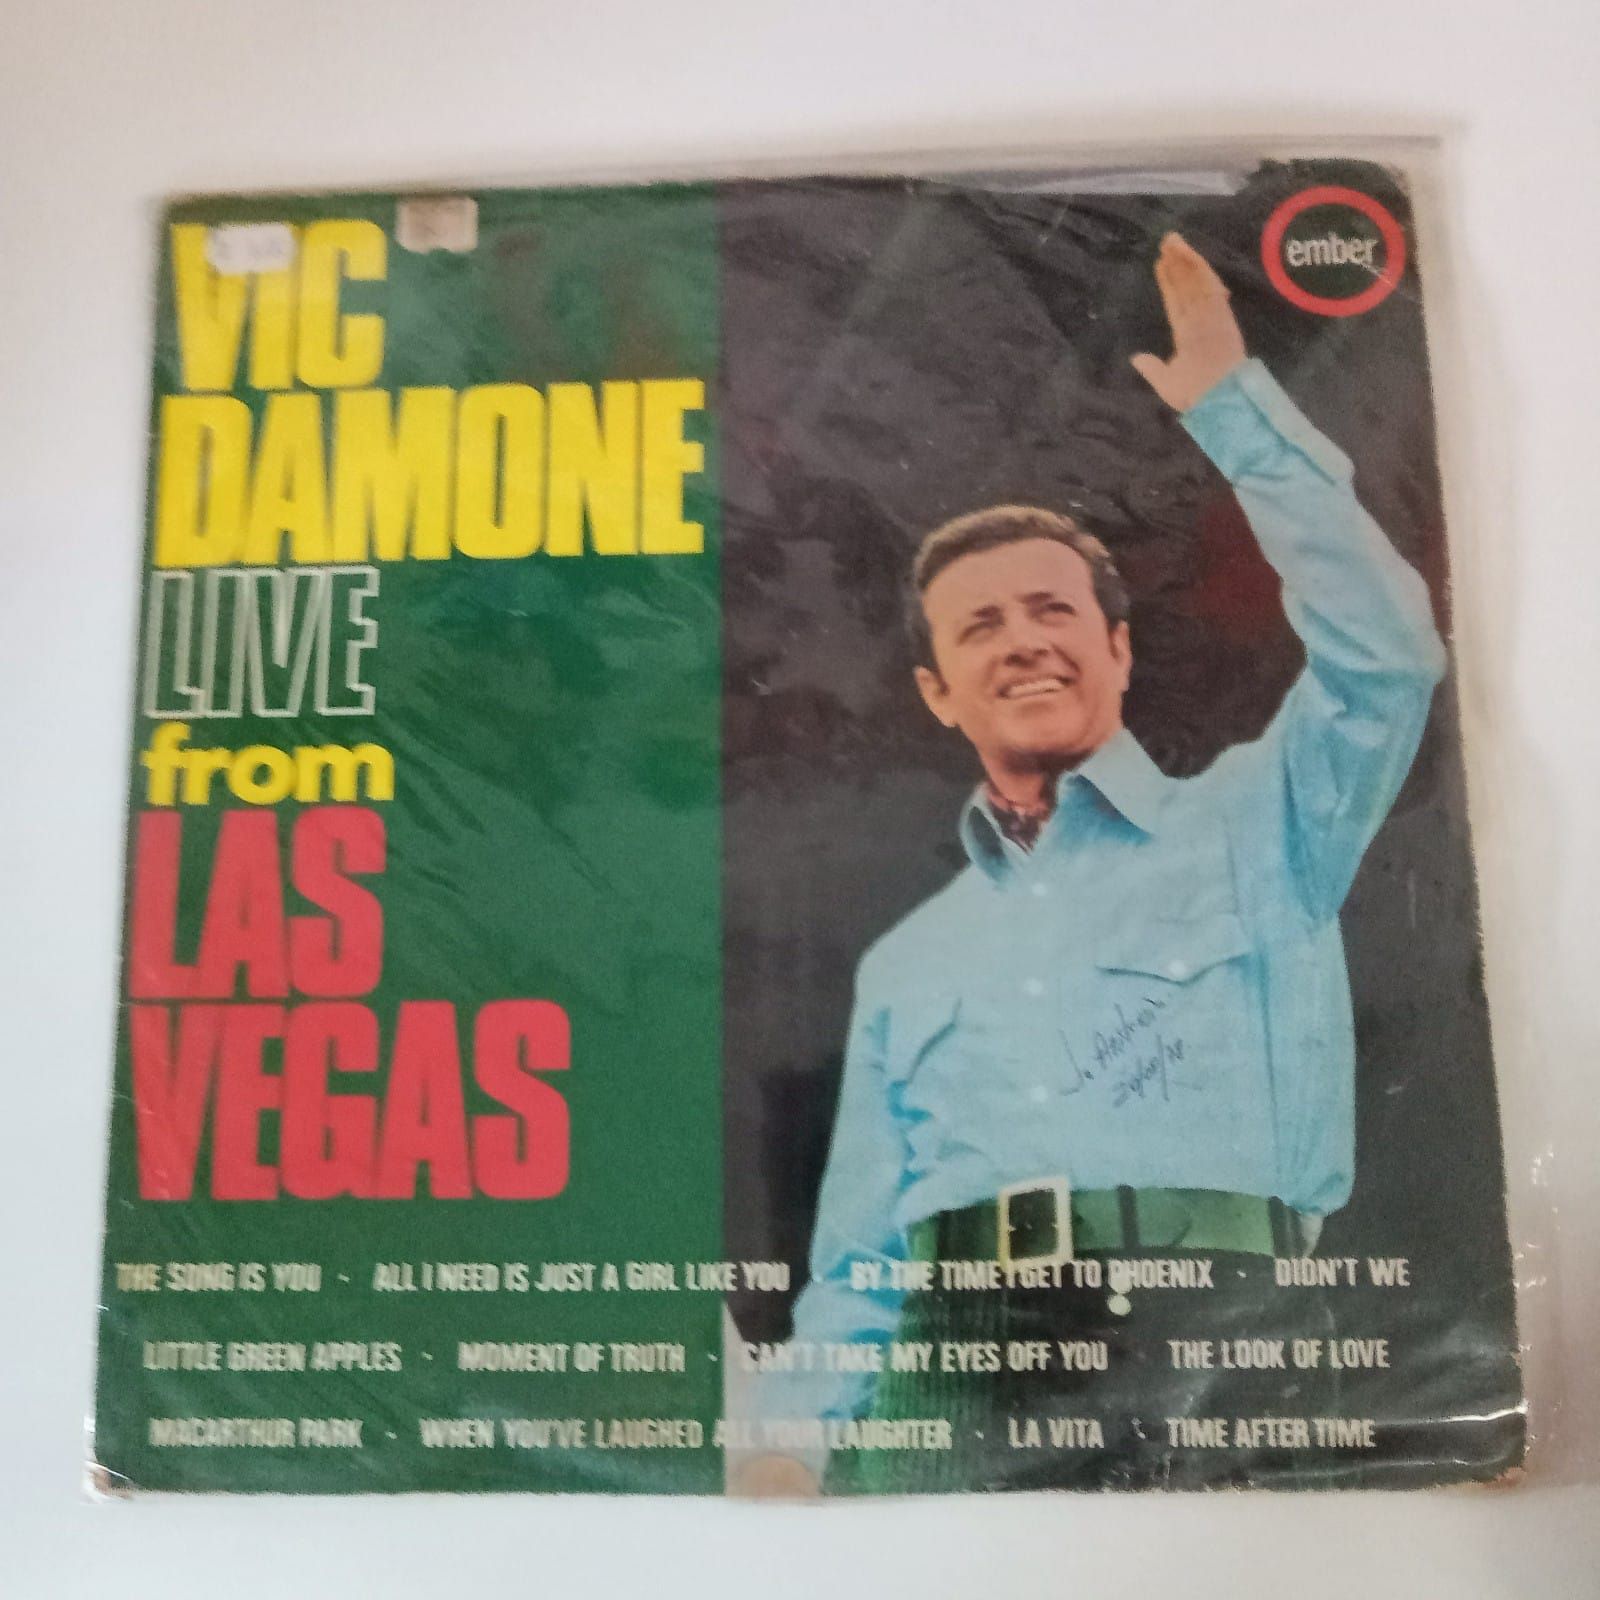 VIC
DAMONE
LIVE
from
LAS
VEGAS
ember
THE SONG IS YOU · ALL I NEED IS JUST A GIRL LIKE YOU · BY THE TIME I GET TO PHOENIX · DIDN'T WE
LITTLE GREEN APPLES · MOMENT OF TRUTH · CAN'T TAKE MY EYES OFF YOU THE LOOK OF LOVE
MACARTHUR PARK · WHEN YOU'VE LAUGHED ALL YOUR LAUGHTER · LA VITA · TIME AFTER TIME